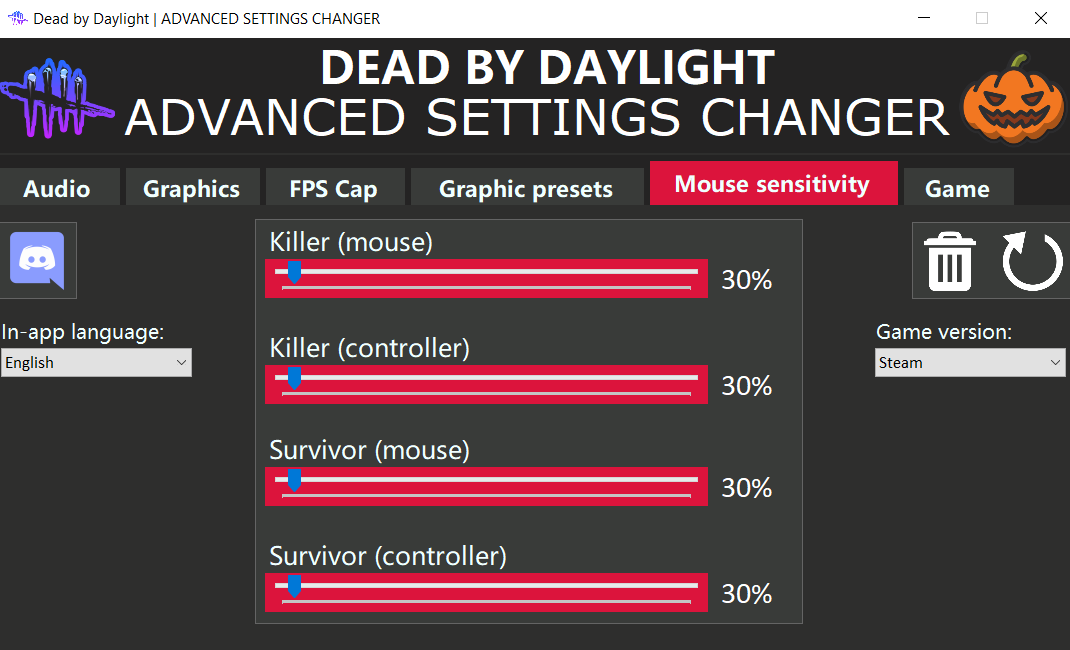 Dead by Daylight | ADVANCED SETTINGS CHANGER
DEAD BY DAYLIGHT
ADVANCED SETTINGS CHANGER
Audio
Graphics
FPS Cap
Graphic presets
Mouse sensitivity
Game
Killer (mouse)
30%
Killer (controller)
30%
Survivor (mouse)
30%
Survivor (controller)
30%
In-app language:
English
Game version:
Steam